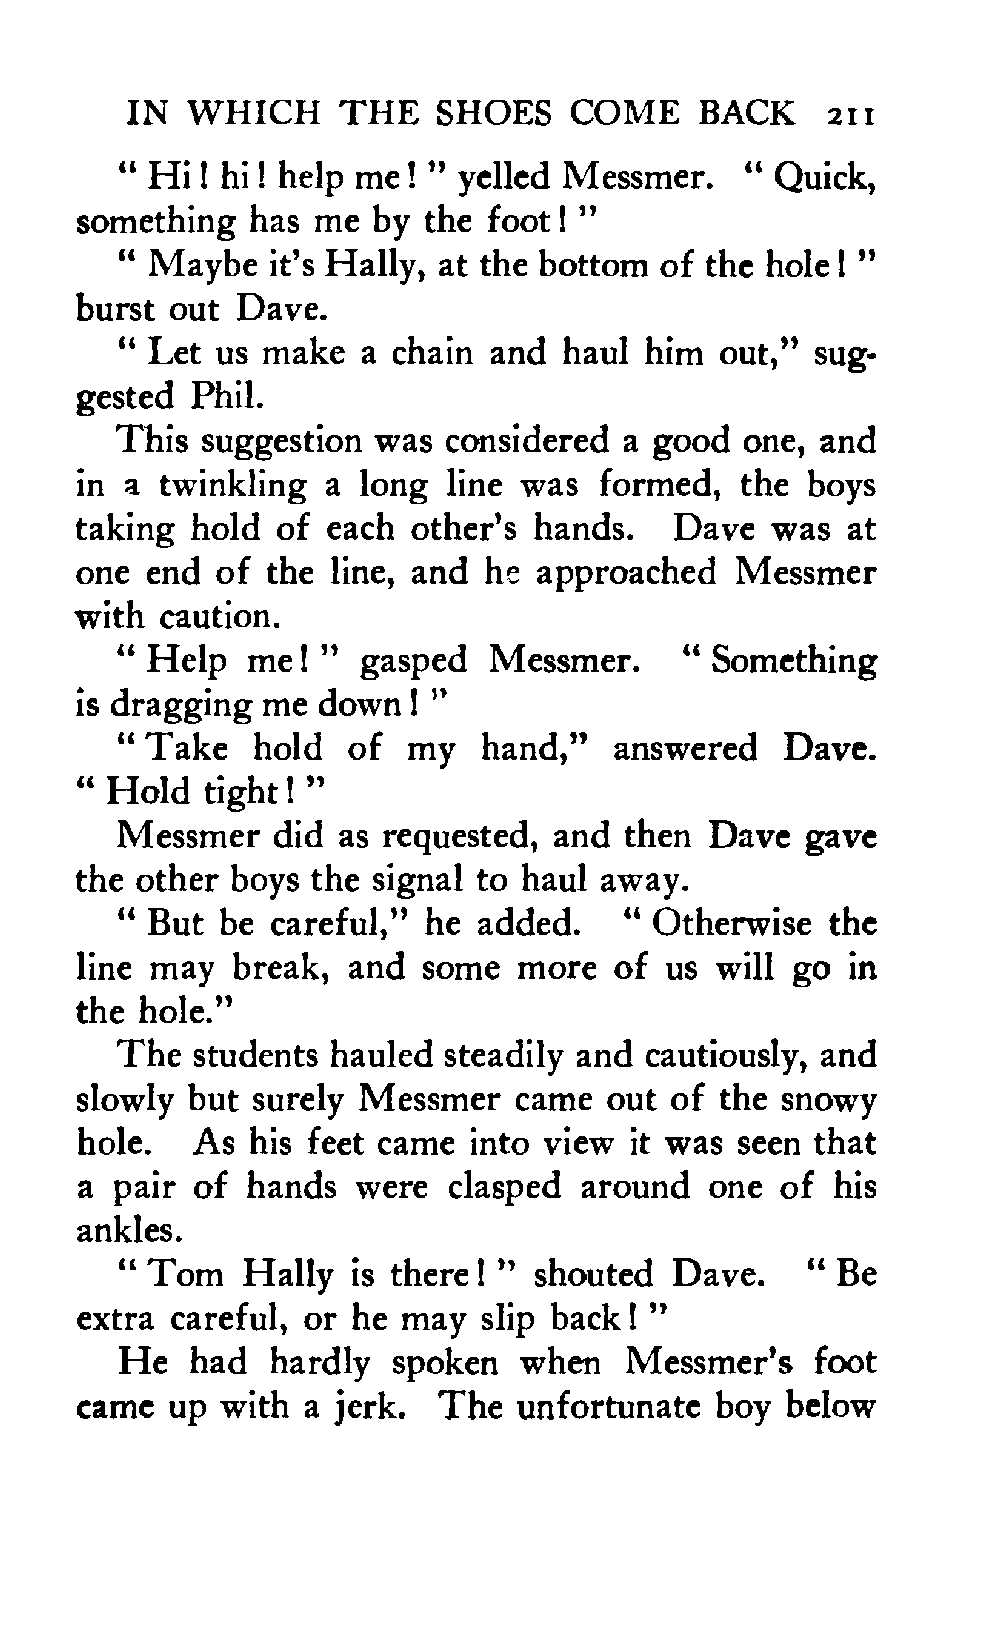 IN WHICH THE SHOES COME BACK 211
“ Hi ! hi ! help me ! ” yelled Messmer. “ Quick,
something has me by the foot ! ”
“ Maybe it’s Hally, at the bottom of the hole ! ”
burst out Dave.
“ Let us make a chain and haul him out,” sug-
gested Phil.
This suggestion was considered a good one, and
in a twinkling a long line was formed, the boys
taking hold of each other’s hands. Dave was at
one end of the line, and he approached Messmer
with caution.
“ Help me ! ” gasped Messmer. “ Something
is dragging me down ! ”
“ Take hold of my hand,” answered Dave.
“ Hold tight ! ”
Messmer did as requested, and then Dave gave
the other boys the signal to haul away.
“ But be careful,” he added. “ Otherwise the
line may break, and some more of us will go in
the hole.”
The students hauled steadily and cautiously, and
slowly but surely Messmer came out of the snowy
hole. As his feet came into view it was seen that
a pair of hands were clasped around one of his
ankles.
“ Tom Hally is there ! ” shouted Dave. “ Be
extra careful, or he may slip back ! ”
He had hardly spoken when Messmer’s foot
came up with a jerk. The unfortunate boy below